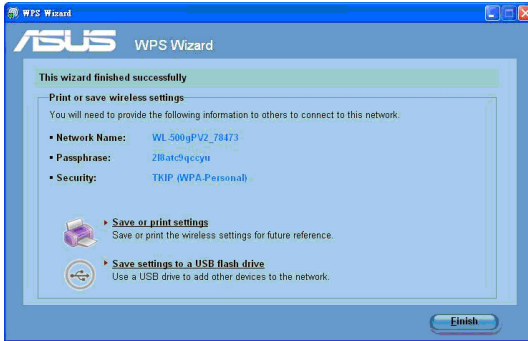 WPS Wizard
ASUS WPS Wizard
This wizard finished successfully
Print or save wireless settings
You will need to provide the following information to others to connect to this network.
▪ Network Name: WL-500gPV2_78473
▪ Passphrase: 2f8atc9qccyu
▪ Security: TKIP (WPA-Personal)
Save or print settings
Save or print the wireless settings for future reference.
Save settings to a USB flash drive
Use a USB drive to add other devices to the network.
Finish